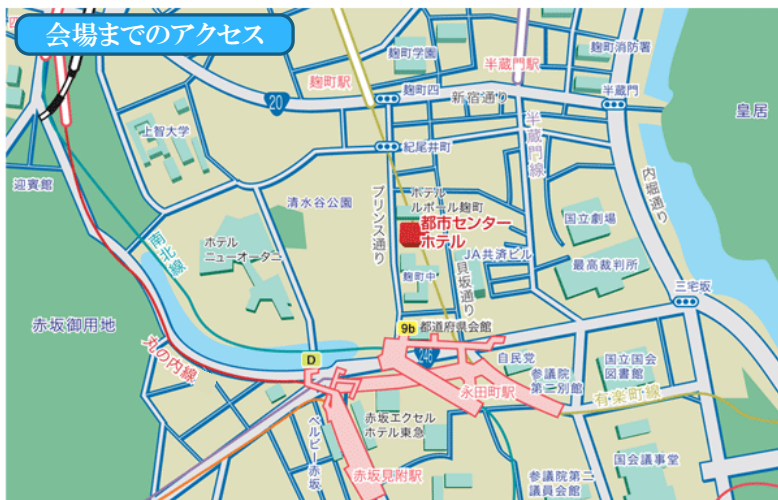 会場までのアクセス
四
麹町学園
麹町消防署
麹町駅
半蔵門駅
20
麹町四
新宿通り
半蔵門
皇居
上智大学
紀尾井町
半蔵門線
内堀通り
迎賓館
清水谷公園
プリンス通り
ホテル
ルポール麹町
都市センター
ホテル
国立劇場
南北線
ホテル
ニューオータニ
JA共済ビル
最高裁判所
麹町中
貝坂通り
三宅坂
赤坂御用地
丸の内線
D
9b
都道府県会館
246
自民党
参議院
第二別館
国立国会
図書館
永田町駅
有楽町線
ベルビー赤坂
赤坂エクセル
ホテル東急
赤坂見附駅
国会議事堂
参議院第二
議員会館